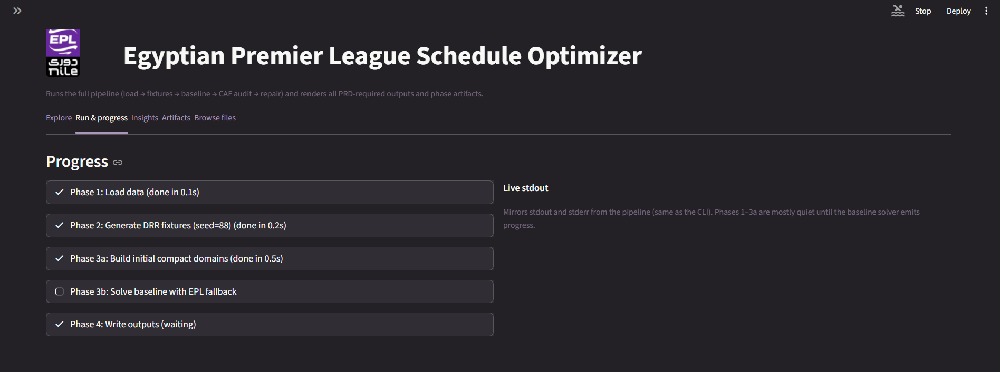 Stop
Deploy
EPL
دوري
nile
Egyptian Premier League Schedule Optimizer
Runs the full pipeline (load → fixtures → baseline → CAF audit → repair) and renders all PRD-required outputs and phase artifacts.
Explore
Run & progress
Insights
Artifacts
Browse files
Progress
Phase 1: Load data (done in 0.1s)
Phase 2: Generate DRR fixtures (seed=88) (done in 0.2s)
Phase 3a: Build initial compact domains (done in 0.5s)
Phase 3b: Solve baseline with EPL fallback
Phase 4: Write outputs (waiting)
Live stdout
Mirrors stdout and stderr from the pipeline (same as the CLI). Phases 1–3a are mostly quiet until the baseline solver emits
progress.